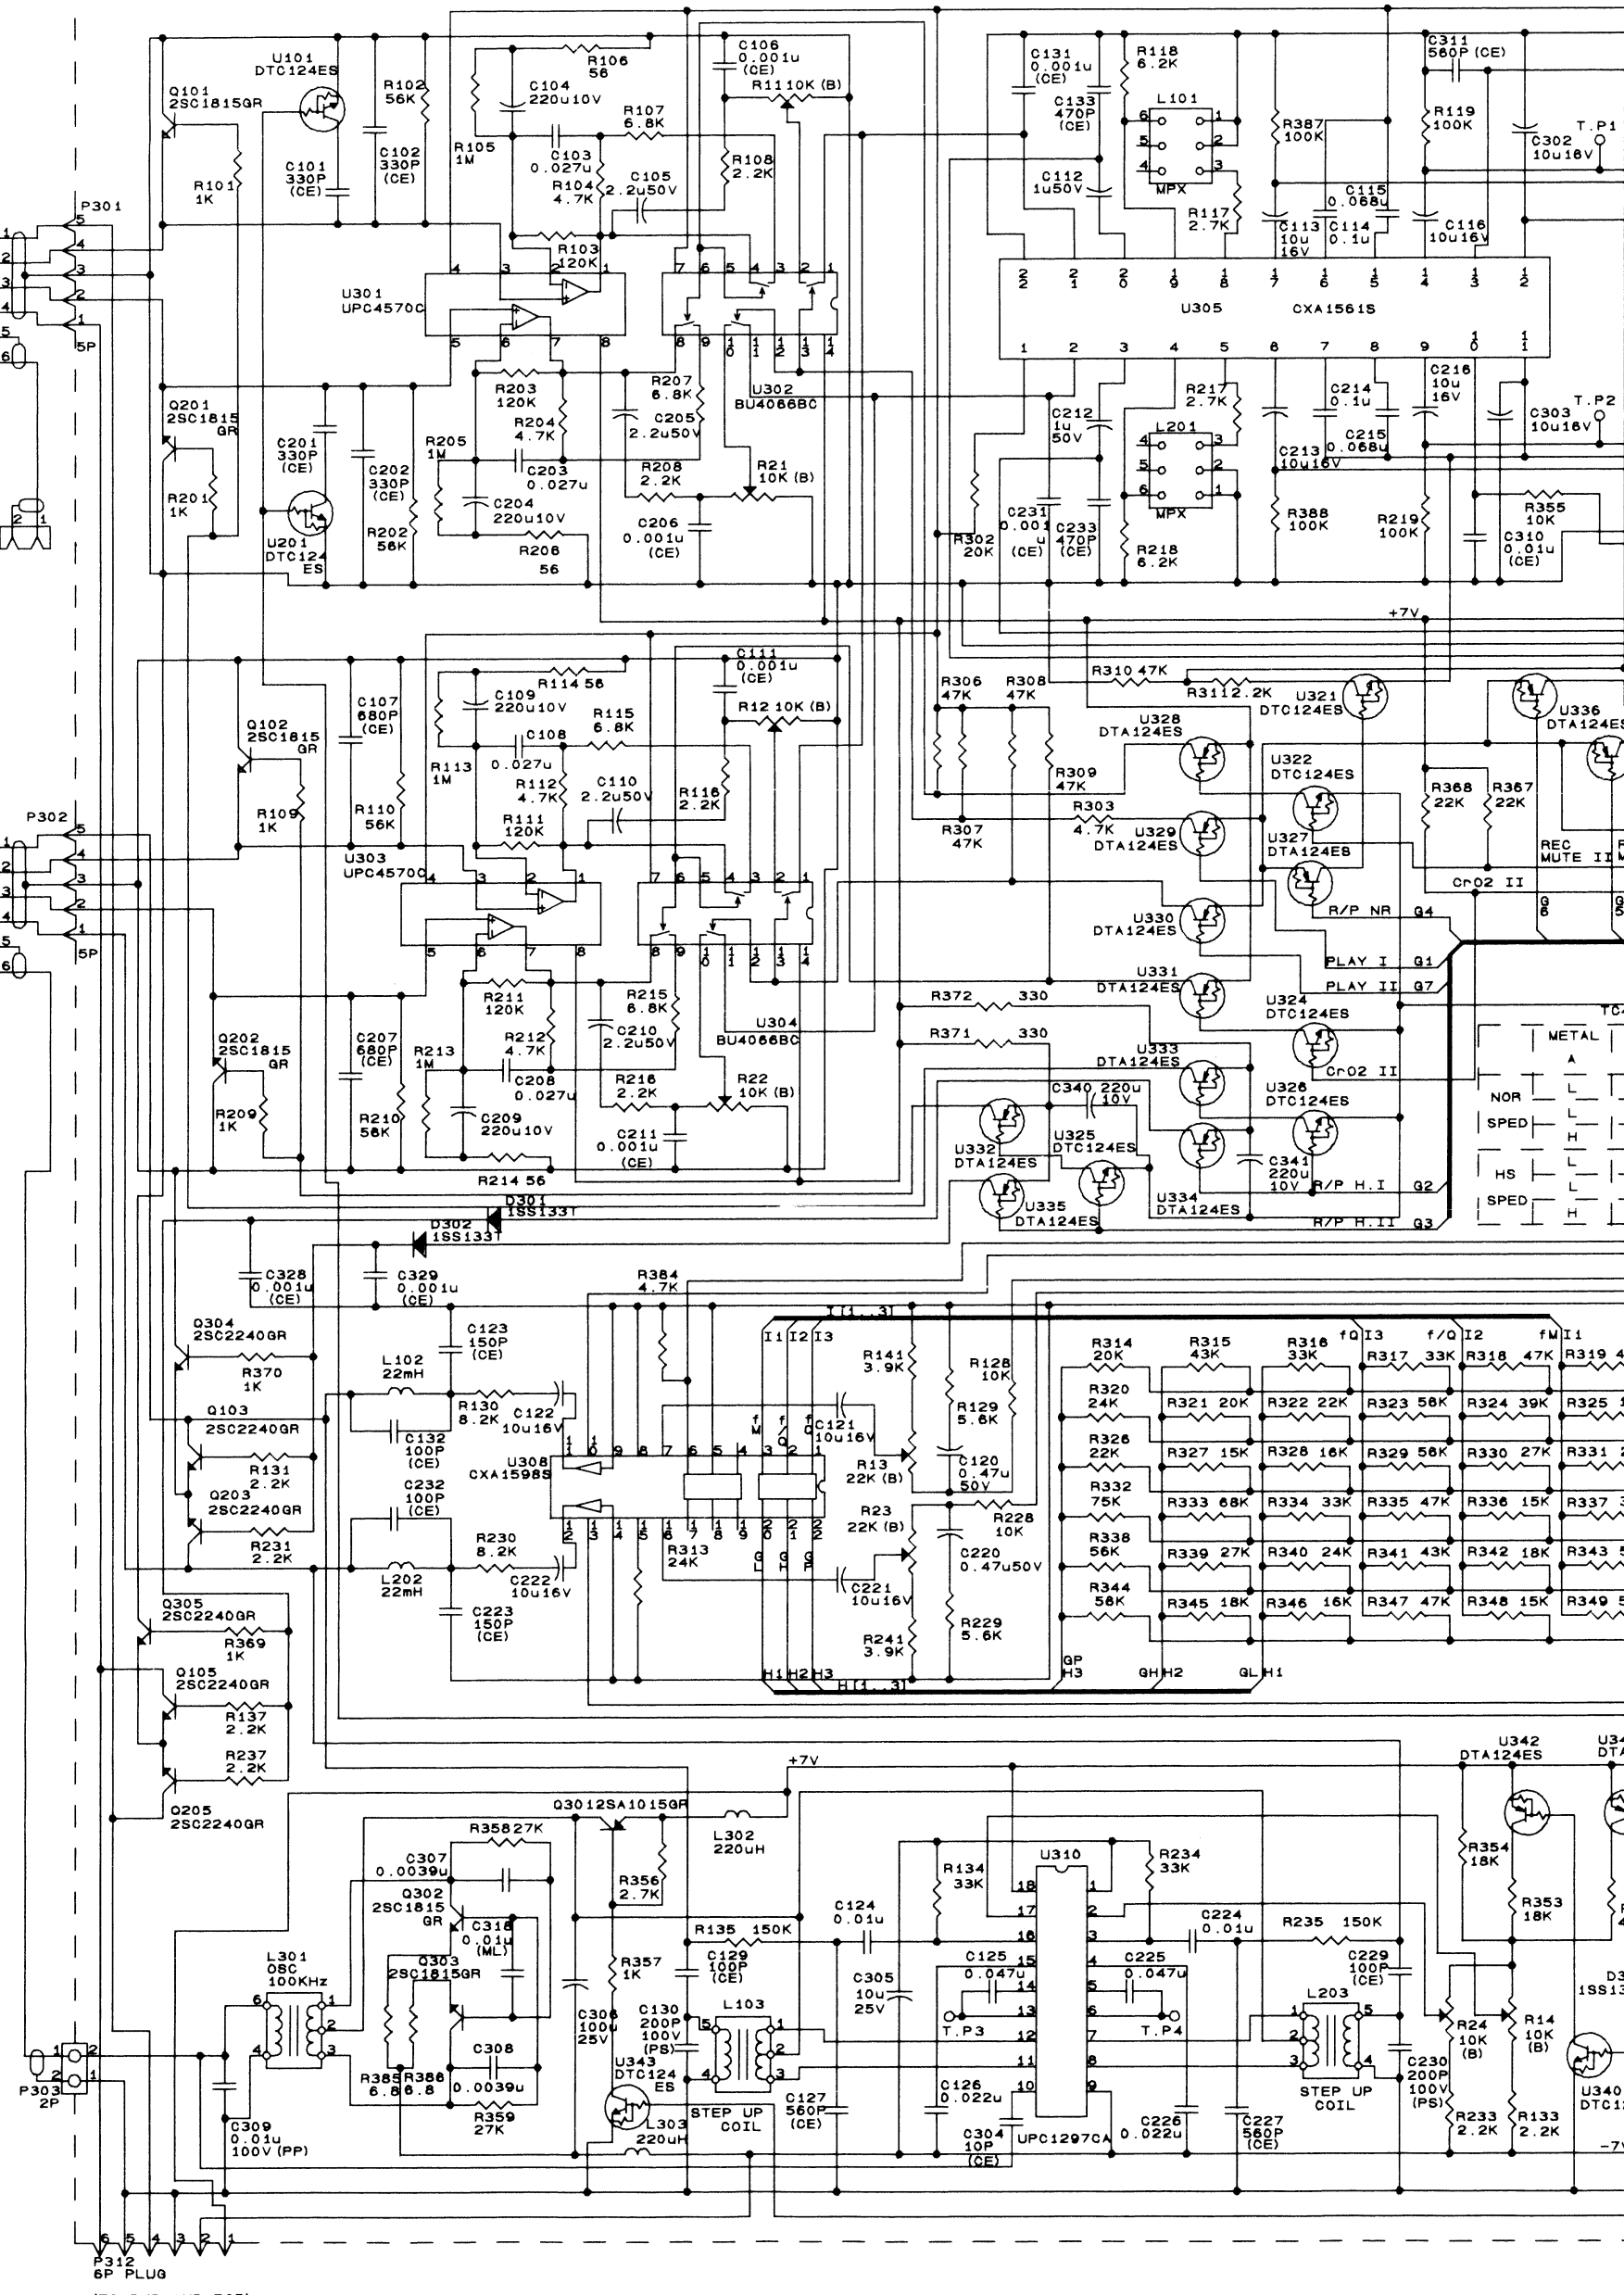 U101
DTC124ES
Q101
2SC1815GR
R101
1K
C101
330P
(CE)
C102
330P
(CE)
R102
56K
R105
1M
C104
220u10V
R106
56
C103
0.027u
R104
4.7K
R107
6.8K
C105
2.2u50V
R103
120K
C106
0.001u
(CE)
R11 10K (B)
R108
2.2K
C131
0.001u
(CE)
C133
470P
(CE)
C112
1u50V
R118
6.2K
L101
MPX
R117
2.7K
R387
100K
C113
10u
16V
C115
0.068u
C114
0.1u
C311
560P (CE)
R119
100K
C116
10u16V
C302
10u16V
T.P1
P301
5P
U301
UPC4570C
U302
BU4066BC
U305
CXA1561S
Q201
2SC1815
GR
R201
1K
C201
330P
(CE)
U201
DTC124
ES
C202
330P
(CE)
R202
56K
R205
1M
R203
120K
R204
4.7K
C203
0.027u
C204
220u10V
R206
56
R207
6.8K
C205
2.2u50V
R208
2.2K
C206
0.001u
(CE)
R21
10K (B)
R302
20K
C212
1u
50V
C231
0.001
u
(CE)
C233
470P
(CE)
R217
2.7K
L201
MPX
R218
6.2K
C214
0.1u
C215
0.068u
C213
10u16V
R388
100K
C216
10u
16V
R219
100K
C303
10u16V
T.P2
R355
10K
C310
0.01u
(CE)
+7V
Q102
2SC1815
GR
R109
1K
C107
680P
(CE)
R110
56K
R113
1M
C109
220u10V
R114 56
C108
0.027u
R112
4.7K
R111
120K
R115
6.8K
C110
2.2u50V
C111
0.001u
(CE)
R12 10K (B)
R116
2.2K
R306
47K
R308
47K
R309
47K
R307
47K
R303
4.7K
R310 47K
R311 2.2K
U321
DTC124ES
U328
DTA124ES
U322
DTC124ES
U329
DTA124ES
U327
DTA124ES
U330
DTA124ES
U331
DTA124ES
U336
R368
22K
R367
22K
REC
MUTE II
CrO2 II
R/P NR G4
PLAY I G1
PLAY II G7
P302
5P
U303
UPC4570C
U304
BU4066BC
Q202
2SC1815
GR
R209
1K
C207
680P
(CE)
R210
56K
R213
1M
R211
120K
R212
4.7K
C208
0.027u
C209
220u10V
R214 56
R215
6.8K
C210
2.2u50V
R216
2.2K
C211
0.001u
(CE)
R22
10K (B)
R372 330
R371 330
U324
DTC124ES
U333
DTA124ES
CrO2 II
U326
DTC124ES
C340 220u
10V
U332
DTA124ES
U325
DTC124ES
U335
DTA124ES
U334
DTA124ES
C341
220u
10V
R/P H.I G2
R/P H.II G3
METAL
A
NOR
SPED
HS
SPED
L
L
H
L
L
H
D301
1SS133T
D302
1SS133T
C328
0.001u
(CE)
C329
0.001u
(CE)
Q304
2SC2240GR
R370
1K
Q103
2SC2240GR
R131
2.2K
Q203
2SC2240GR
R231
2.2K
L102
22mH
C123
150P
(CE)
C132
100P
(CE)
C232
100P
(CE)
R130
8.2K
C122
10u16V
U308
CXA1598S
R384
4.7K
R230
8.2K
C222
10u16V
L202
22mH
C223
150P
(CE)
R313
24K
I[1..3]
I1 I2 I3
H1 H2 H3
H[1..3]
C121
10u16V
R141
3.9K
R13
22K (B)
R128
10K
R129
5.6K
C120
0.47u
50V
R23
22K (B)
R228
10K
C220
0.47u50V
C221
10u16V
R229
5.6K
R241
3.9K
fQ I3 f/Q I2 fM I1
R314
20K
R315
43K
R316
33K
R317 33K
R318 47K
R320
24K
R321 20K
R322 22K
R323 56K
R324 39K
R326
22K
R327 15K
R328 16K
R329 56K
R330 27K
R332
75K
R333 68K
R334 33K
R335 47K
R336 15K
R338
56K
R339 27K
R340 24K
R341 43K
R342 18K
R344
56K
R345 18K
R346 16K
R347 47K
R348 15K
GP
H3
GH H2
GL H1
Q305
2SC2240GR
R369
1K
Q105
2SC2240GR
R137
2.2K
R237
2.2K
Q205
2SC2240GR
+7V
Q301 2SA1015GR
L302
220uH
R358 27K
C307
0.0039u
Q302
2SC1815
GR
C318
0.01u
(ML)
Q303
2SC1815GR
R356
2.7K
R357
1K
L301
OSC
100KHz
R385
6.8
R386
6.8
C308
0.0039u
R359
27K
C306
100u
25V
U343
DTC124
ES
L303
220uH
C309
0.01u
100V (PP)
P303
2P
R135 150K
C129
100P
(CE)
C130
200P
100V
(PS)
L103
STEP UP
COIL
C124
0.01u
C127
560P
(CE)
C305
10u
25V
R134
33K
C125
0.047u
T.P3
C126
0.022u
C304
10P
(CE)
U310
UPC1297CA
R234
33K
C225
0.047u
T.P4
C226
0.022u
C224
0.01u
C227
560P
(CE)
R235 150K
C229
100P
(CE)
L203
STEP UP
COIL
C230
200P
100V
(PS)
U342
DTA124ES
R354
18K
R353
18K
R24
10K
(B)
R14
10K
(B)
R233
2.2K
R133
2.2K
U340
P312
6P PLUG